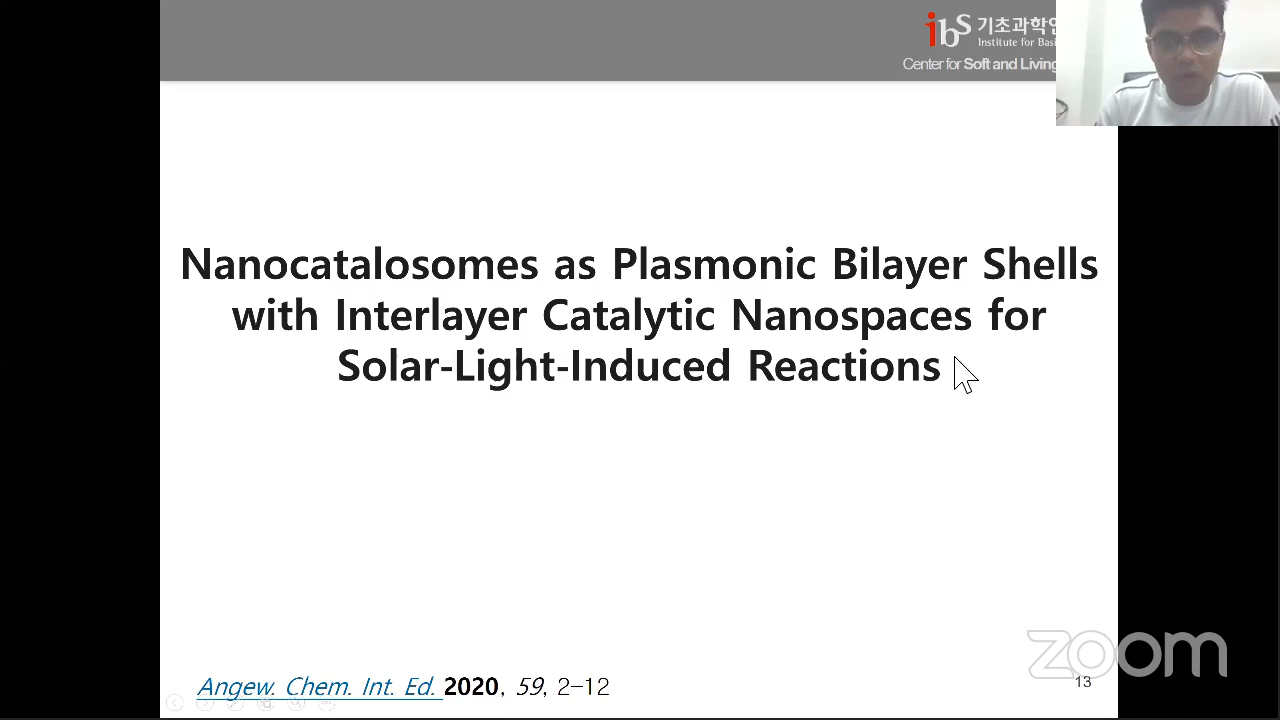 ibS 기초과학연
Institute for Basi
Center for Soft and Living
Nanocatalosomes as Plasmonic Bilayer Shells
with Interlayer Catalytic Nanospaces for
Solar-Light-Induced Reactions
zoom
Angew. Chem. Int. Ed. 2020, 59, 2-12
13